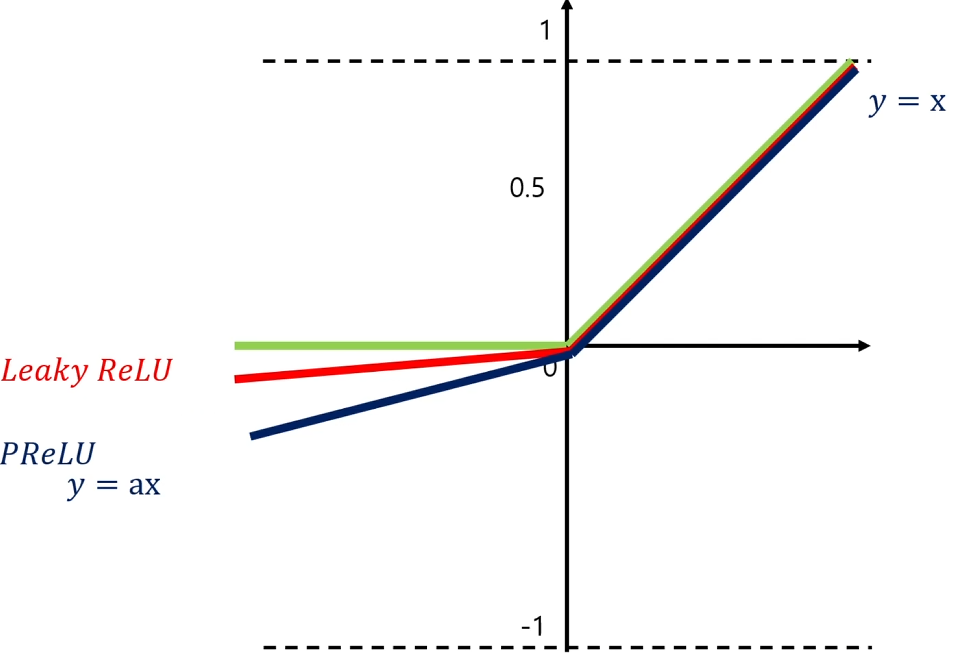 1
y = x
0.5
Leaky ReLU
0
PReLU
y = ax
-1